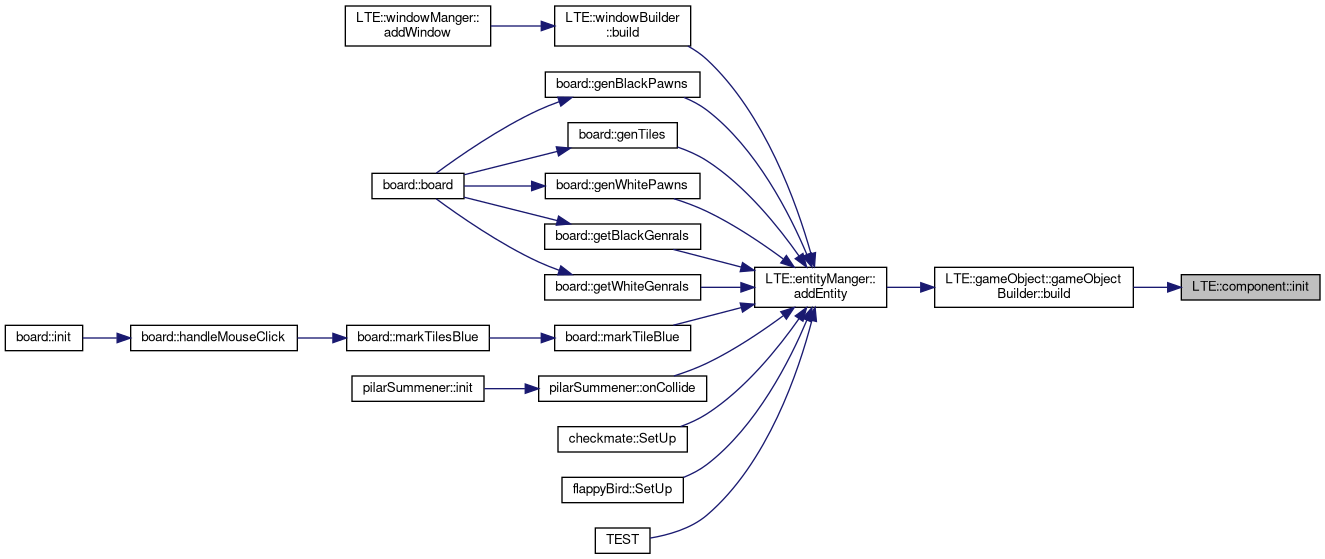 LTE::windowManger::
addWindow
LTE::windowBuilder
::build
board::genBlackPawns
board::genTiles
board::board
board::genWhitePawns
board::getBlackGenrals
board::getWhiteGenrals
LTE::entityManger::
addEntity
LTE::gameObject::gameObject
Builder::build
LTE::component::init
board::init
board::handleMouseClick
board::markTilesBlue
board::markTileBlue
pilarSummener::init
pilarSummener::onCollide
checkmate::SetUp
flappyBird::SetUp
TEST